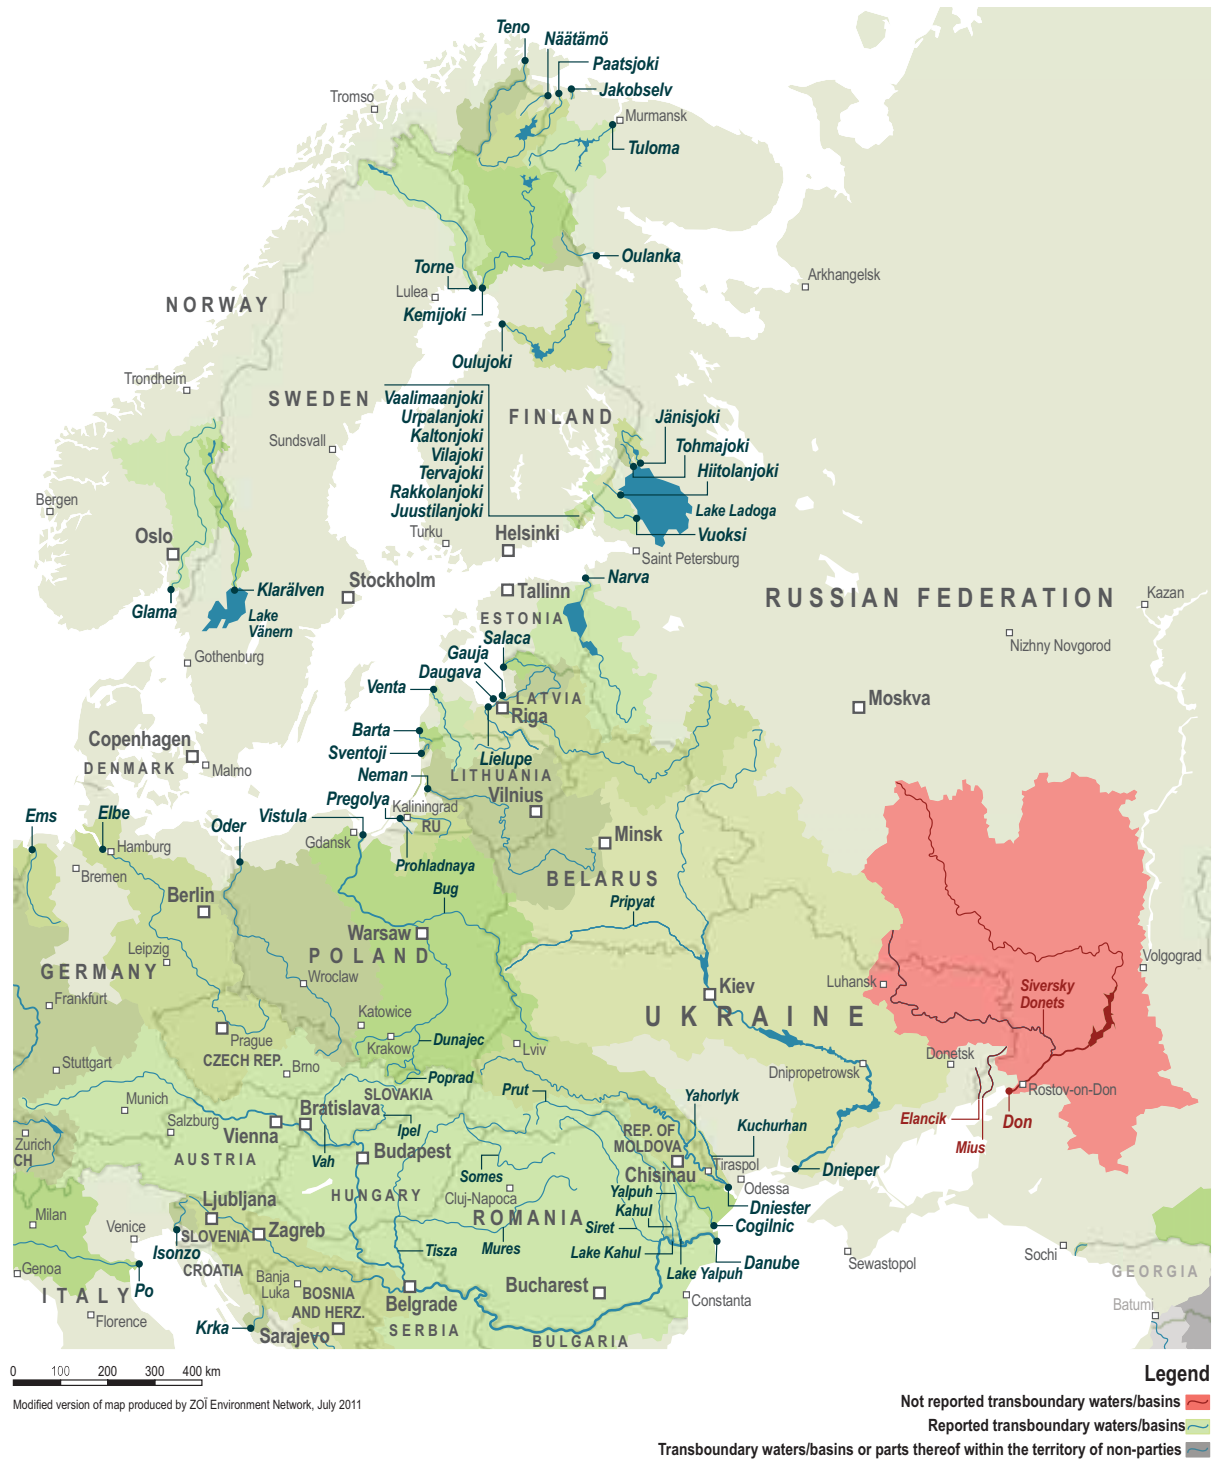 Teno
Näätämö
Paatsjoki
Jakobselv
Tromso
Murmansk
Tuloma
Oulanka
Torne
Arkhangelsk
Lulea
NORWAY
Kemijoki
Oulujoki
Trondheim
SWEDEN
Vaalimaanjoki
FINLAND
Urpalanjoki
Jänisjoki
Kaltonjoki
Sundsvall
Tohmajoki
Vilajoki
Hiitolanjoki
Tervajoki
Rakkolanjoki
Bergen
Juustilanjoki
Lake Ladoga
Oslo
Turku
Helsinki
Vuoksi
Saint Petersburg
Stockholm
Narva
Klarälven
Tallinn
RUSSIAN FEDERATION
Kazan
Glama
Lake
Vänern
ESTONIA
Salaca
Nizhny Novgorod
Gothenburg
Gauja
Daugava
Venta
LATVIA
Moskva
Riga
Barta
Copenhagen
Sventoji
Lielupe
DENMARK
Malmo
Neman
LITHUANIA
Vilnius
Pregolya
Kaliningrad
Ems
Elbe
Vistula
RU
Oder
Minsk
Gdansk
Hamburg
Bremen
Prohladnaya
BELARUS
Berlin
Bug
Pripyat
Warsaw
Leipzig
POLAND
Volgograd
GERMANY
Wroclaw
Luhansk
Siversky
Donets
Kiev
Frankfurt
UKRAINE
Katowice
Prague
Dunajec
Krakow
Lviv
Donetsk
CZECH REP.
Stuttgart
Brno
Dnipropetrowsk
Poprad
Rostov-on-Don
SLOVAKIA
Prut
Yahorlyk
Munich
Bratislava
Elancik
Don
Salzburg
Vienna
Ipel
REP. OF
MOLDOVA
Kuchurhan
Zurich
Mius
CH
AUSTRIA
Vah
Budapest
Tiraspol
Dnieper
Somes
Chisinau
Odessa
Ljubljana
HUNGARY
Cluj-Napoca
Yalpuh
Milan
Kahul
Dniester
Venice
ROMANIA
Siret
Cogilnic
SLOVENIA
Zagreb
Isonzo
Tisza
Mures
Lake Kahul
Sochi
Genoa
CROATIA
Lake Yalpuh
Danube
Sewastopol
GEORGIA
Po
Banja
Luka
BOSNIA
AND HERZ.
Bucharest
ITALY
Belgrade
Constanta
Batumi
Florence
Krka
Sarajevo
SERBIA
BULGARIA
0 100 200 300 400 km
Legend
Modified version of map produced by ZOÏ Environment Network, July 2011
Not reported transboundary waters/basins
Reported transboundary waters/basins
Transboundary waters/basins or parts thereof within the territory of non-parties